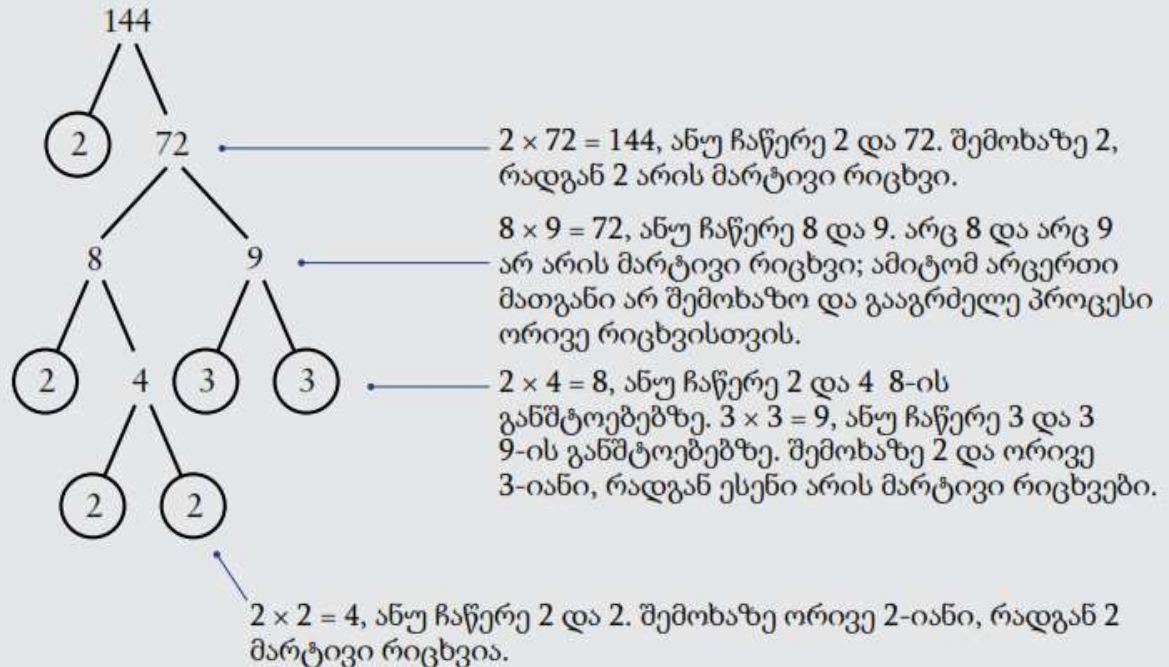 144
2 72
2 × 72 = 144, ანუ ჩაწერე 2 და 72. შემოხაზე 2,
რადგან 2 არის მარტივი რიცხვი.
8 9
8 × 9 = 72, ანუ ჩაწერე 8 და 9. არც 8 და არც 9
არ არის მარტივი რიცხვი; ამიტომ არცერთი
მათგანი არ შემოხაზო და გააგრძელე პროცესი
ორივე რიცხვისთვის.
2 4 3 3
2 × 4 = 8, ანუ ჩაწერე 2 და 4 8-ის
განშტოებებზე. 3 × 3 = 9, ანუ ჩაწერე 3 და 3
9-ის განშტოებებზე. შემოხაზე 2 და ორივე
3-იანი, რადგან ესენი არის მარტივი რიცხვები.
2 2
2 × 2 = 4, ანუ ჩაწერე 2 და 2. შემოხაზე ორივე 2-იანი, რადგან 2
მარტივი რიცხვია.